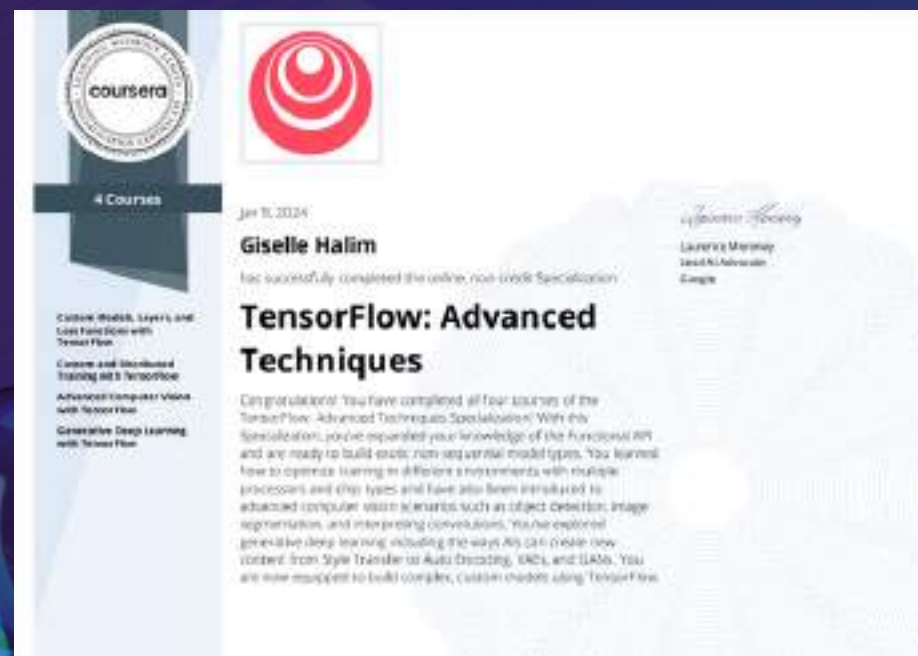 coursera
4 Courses
Custom Models, Layers, and
Loss Functions with
TensorFlow
Custom and Distributed
Training with TensorFlow
Advanced Computer Vision
with TensorFlow
Generative Deep Learning
with TensorFlow
Jan 11, 2024
Giselle Halim
has successfully completed the online, non-credit Specialization
TensorFlow: Advanced
Techniques
Congratulations! You have completed all four courses of the
TensorFlow: Advanced Techniques Specialization! With this
Specialization, you've expanded your knowledge of the Functional API
and are ready to build exotic non-sequential model types. You learned
how to optimize training in different environments with multiple
processors and chip types and have also been introduced to
advanced computer vision scenarios such as object detection, image
segmentation, and interpreting convolutions. You've explored
generative deep learning including the ways AIs can create new
content from Style Transfer to Auto Encoding, VAEs, and GANs. You
are now equipped to build complex, custom models using TensorFlow.
Laurence Moroney
Lead AI Advocate
Google